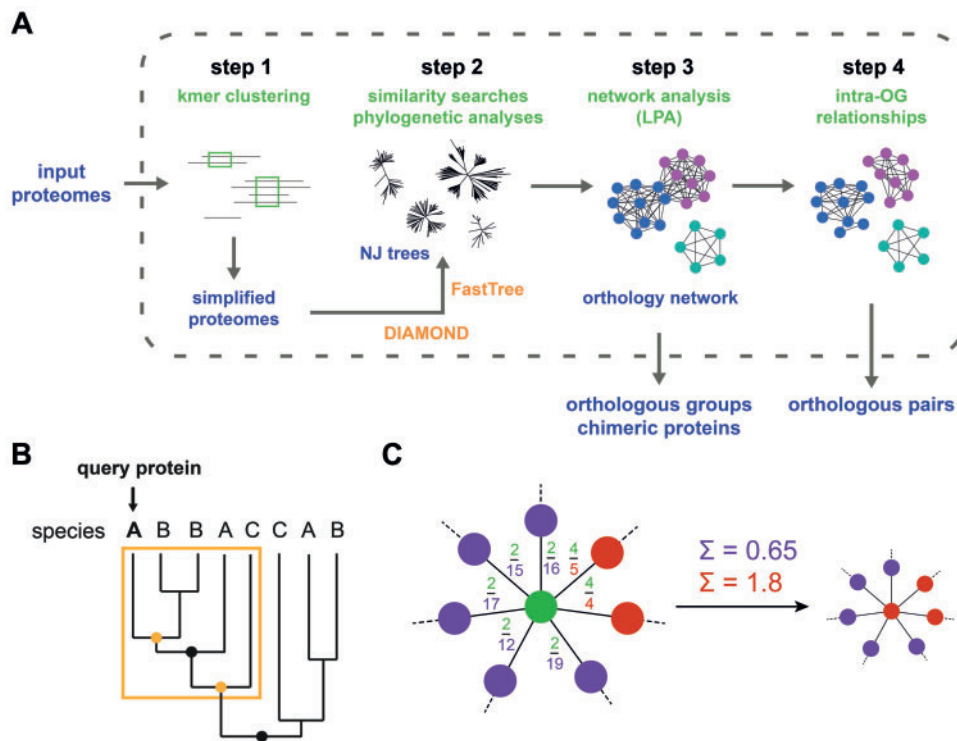 A
step 1
kmer clustering
step 2
similarity searches
phylogenetic analyses
step 3
network analysis
(LPA)
step 4
intra-OG
relationships
input
proteomes
NJ trees
simplified
proteomes
FastTree
DIAMOND
orthology network
orthologous groups
chimeric proteins
orthologous pairs
B
query protein
species A B B A C C A B
C
2/15
2/16
4/5
2/17
4/4
2/12
2/19
Σ = 0.65
Σ = 1.8